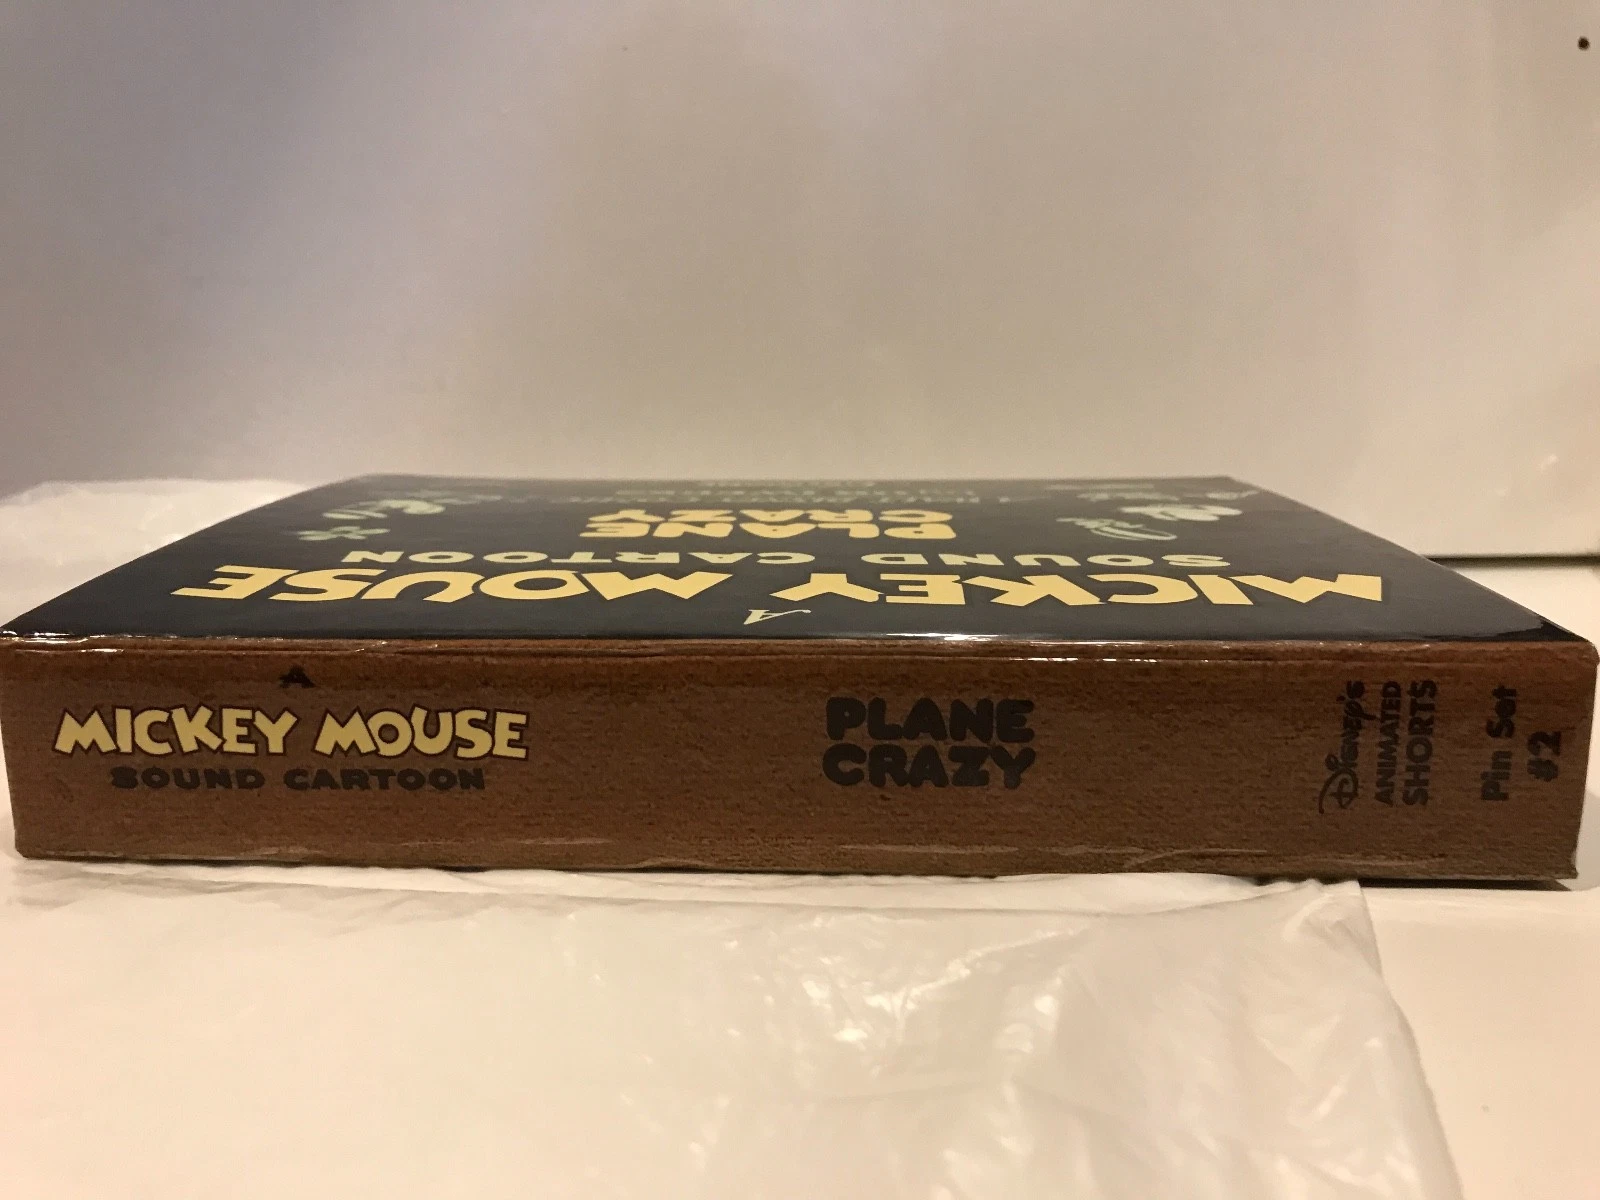 A
MICKEY MOUSE
SOUND CARTOON
PLANE
CRAZY
A
MICKEY MOUSE
SOUND CARTOON
PLANE
CRAZY
Disney's
ANIMATED
SHORTS
Pin Set
#2